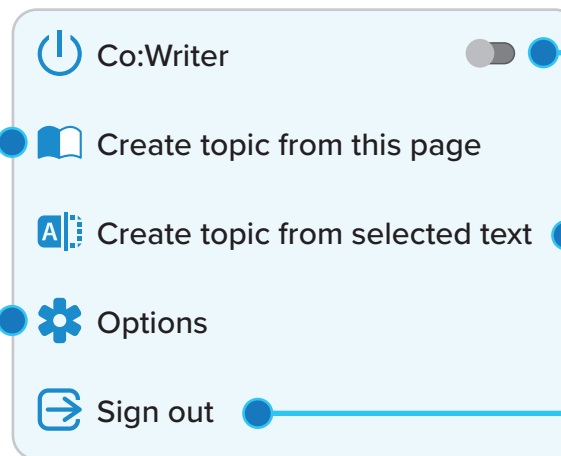 Co:Writer
Create topic from this page
A
Create topic from selected text
Options
Sign out